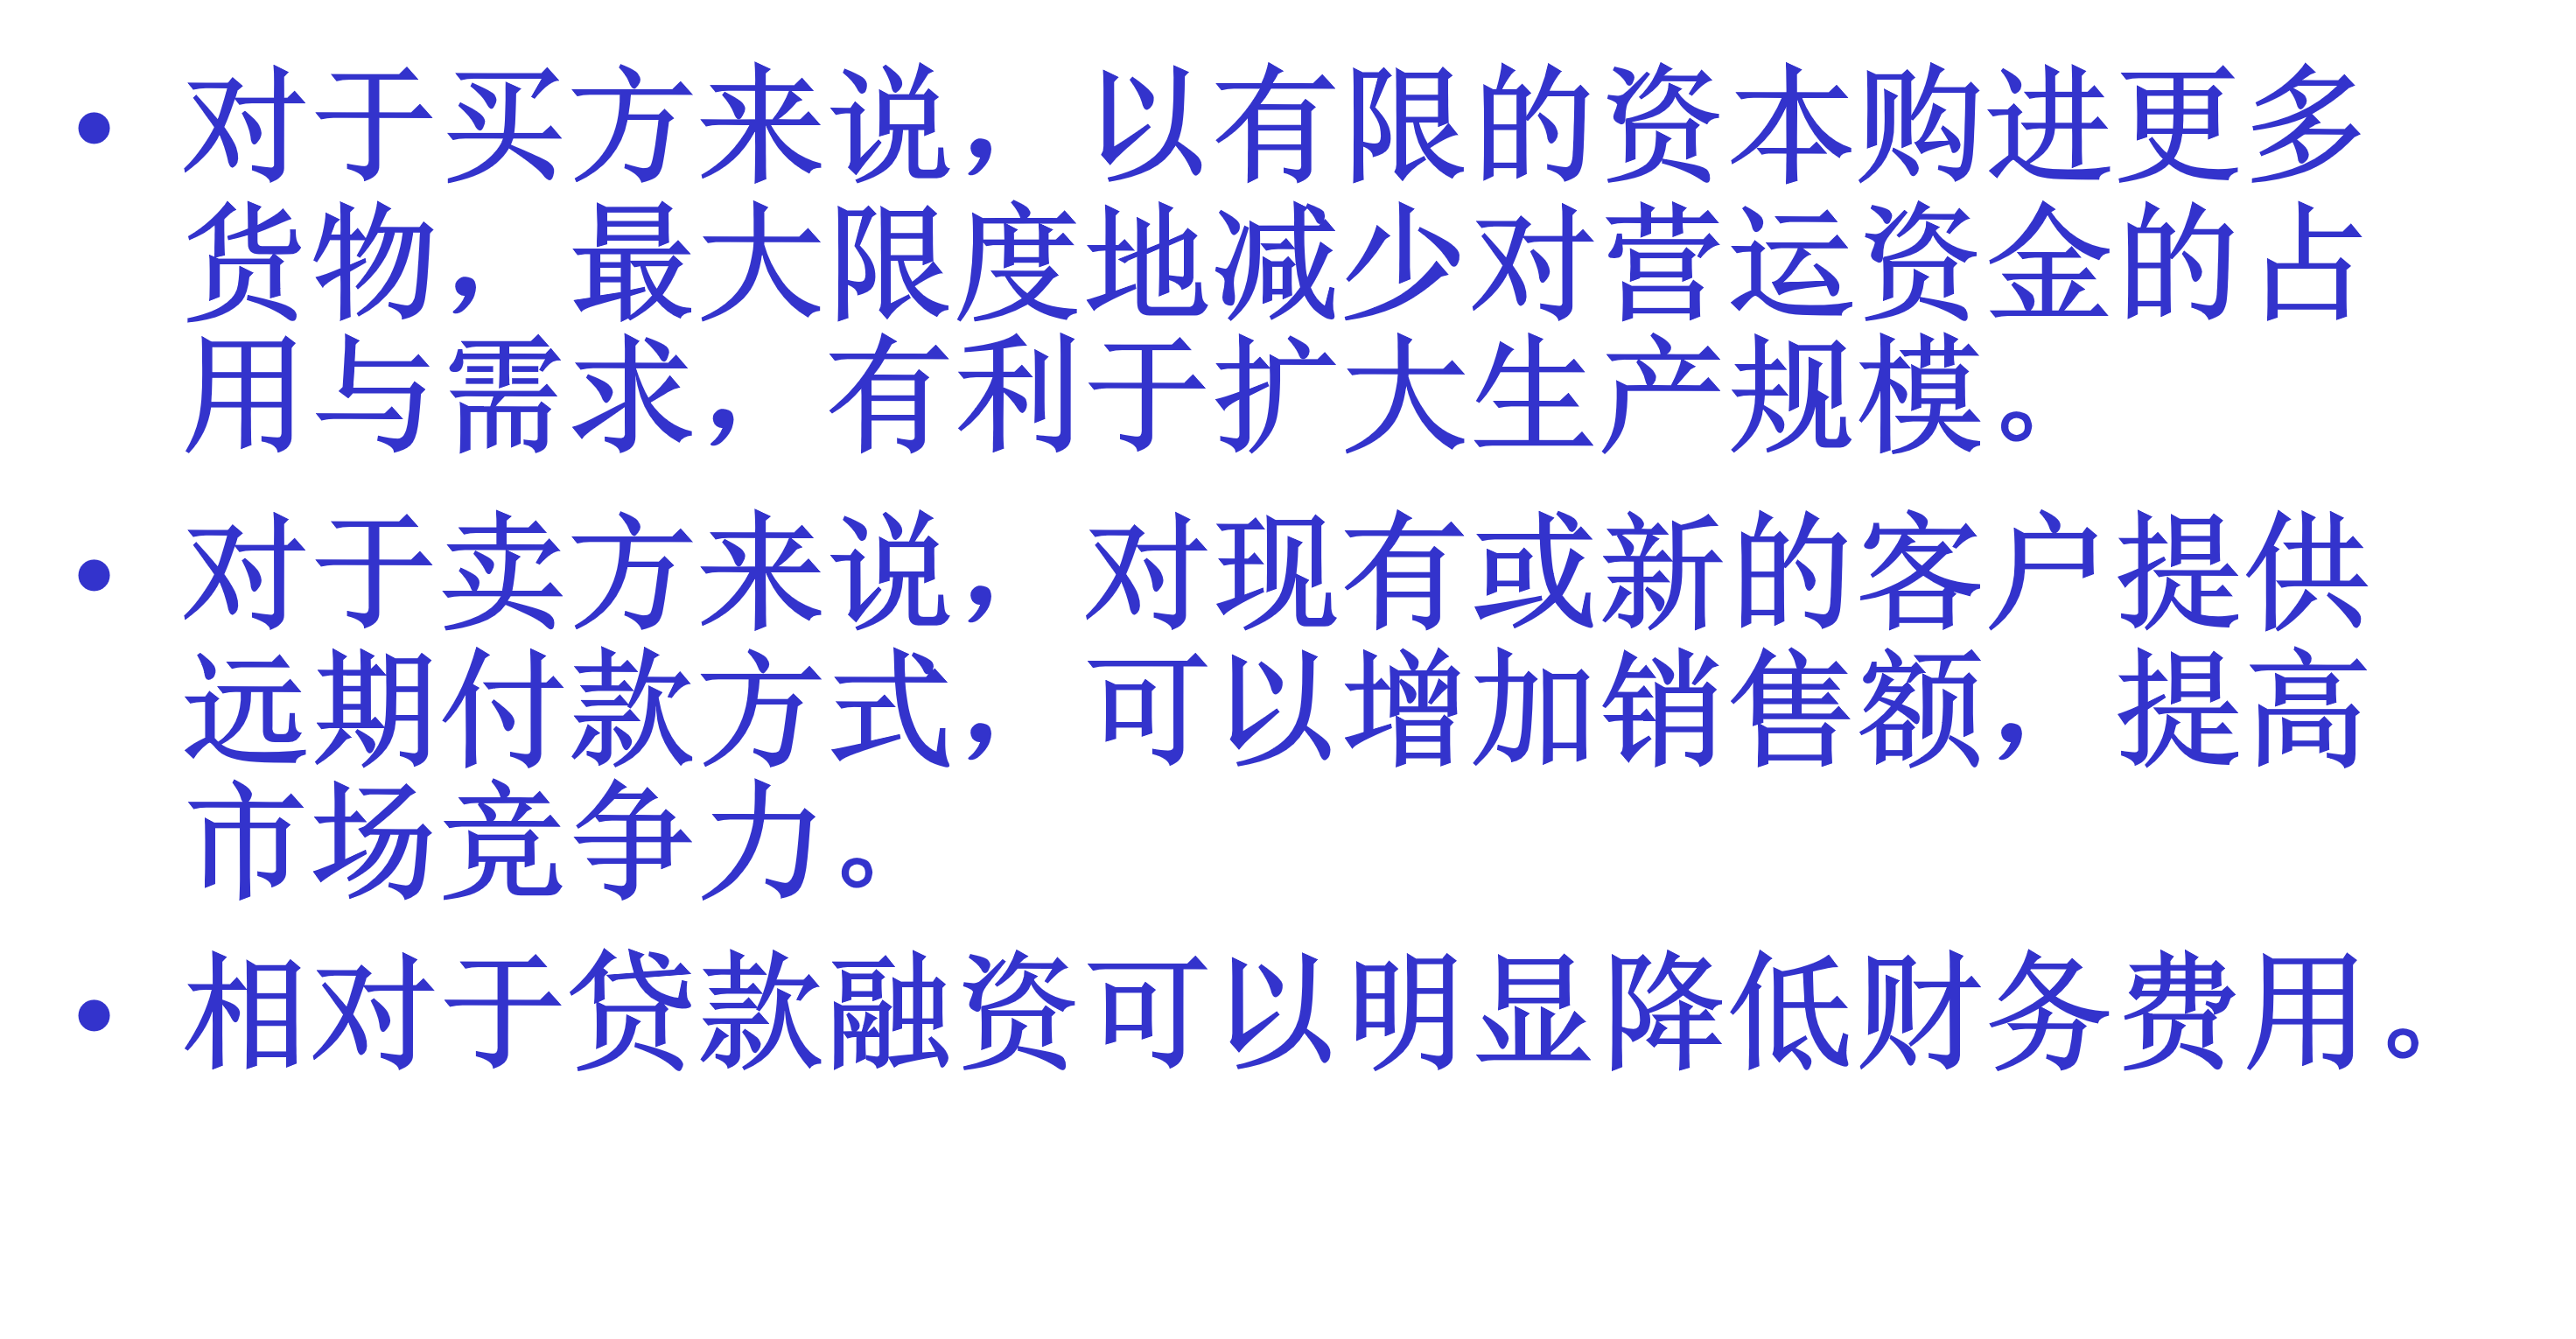 • 对于买方来说，以有限的资本购进更多
货物，最大限度地减少对营运资金的占
用与需求，有利于扩大生产规模。
• 对于卖方来说，对现有或新的客户提供
远期付款方式，可以增加销售额，提高
市场竞争力。
• 相对于贷款融资可以明显降低财务费用。